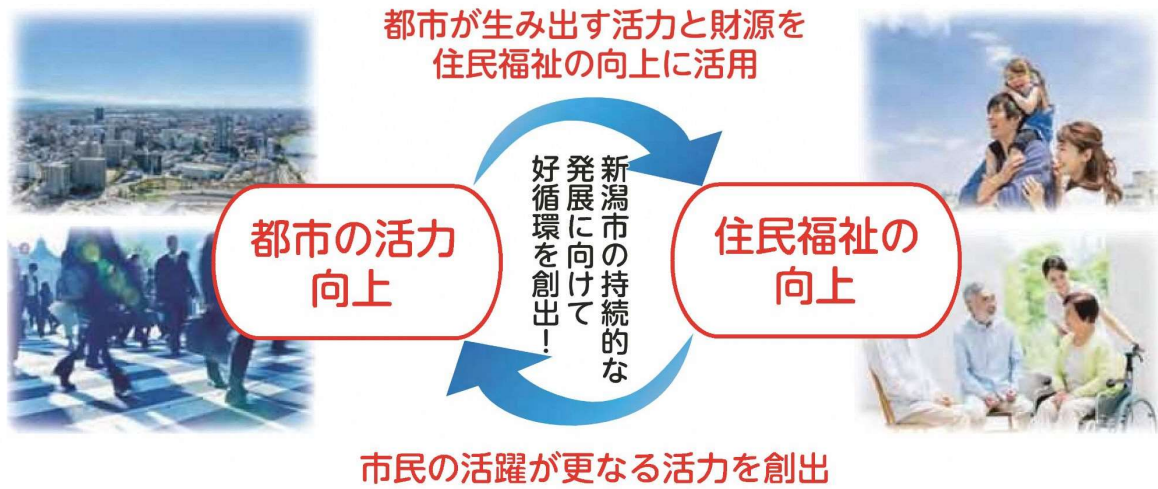 都市が生み出す活力と財源を
住民福祉の向上に活用
都市の活力
向上
新潟市の持続的な
発展に向けて
好循環を創出！
住民福祉の
向上
市民の活躍が更なる活力を創出